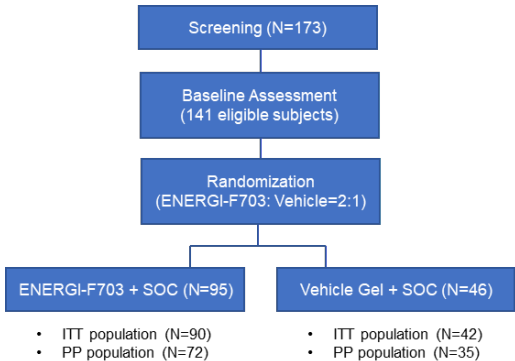 Screening (N=173)
Baseline Assessment
(141 eligible subjects)
Randomization
(ENERGI-F703: Vehicle=2:1)
ENERGI-F703 + SOC (N=95)
Vehicle Gel + SOC (N=46)
• ITT population (N=90)
• PP population (N=72)
• ITT population (N=42)
• PP population (N=35)